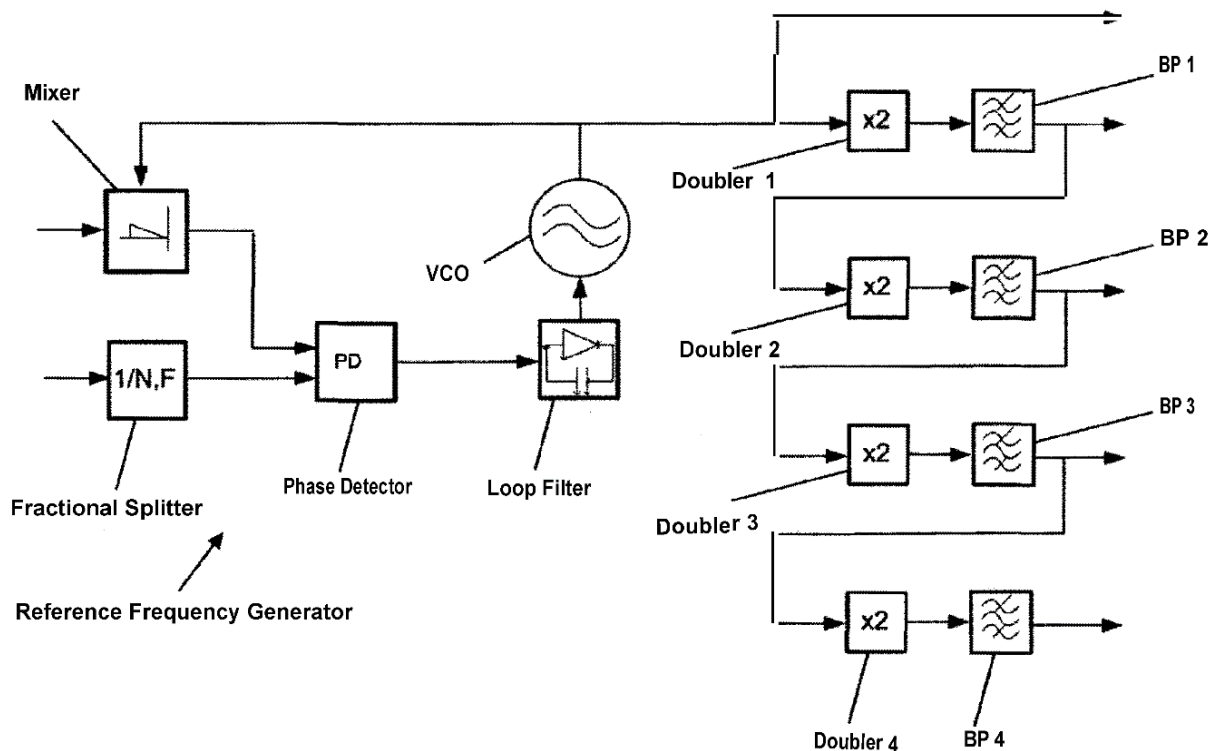 BP 1
Mixer
x2
Doubler 1
BP 2
VCO
x2
Doubler 2
1/N,F
PD
BP 3
x2
Phase Detector
Loop Filter
Fractional Splitter
Doubler 3
Reference Frequency Generator
x2
Doubler 4
BP 4